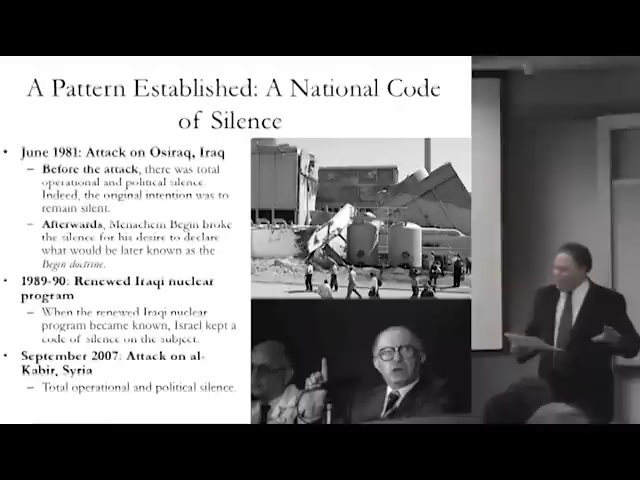 A Pattern Established: A National Code
of Silence
• June 1981: Attack on Osiraq, Iraq
– Before the attack, there was total
operational and political silence.
Indeed, the original intention was to
remain silent.
– Afterwards, Menachem Begin broke
the silence for his desire to declare
what would be later known as the
Begin doctrine.
• 1989-90: Renewed Iraqi nuclear
program
– When the renewed Iraqi nuclear
program became known, Israel kept a
code of silence on the subject.
• September 2007: Attack on al-
Kabir, Syria
– Total operational and political silence.